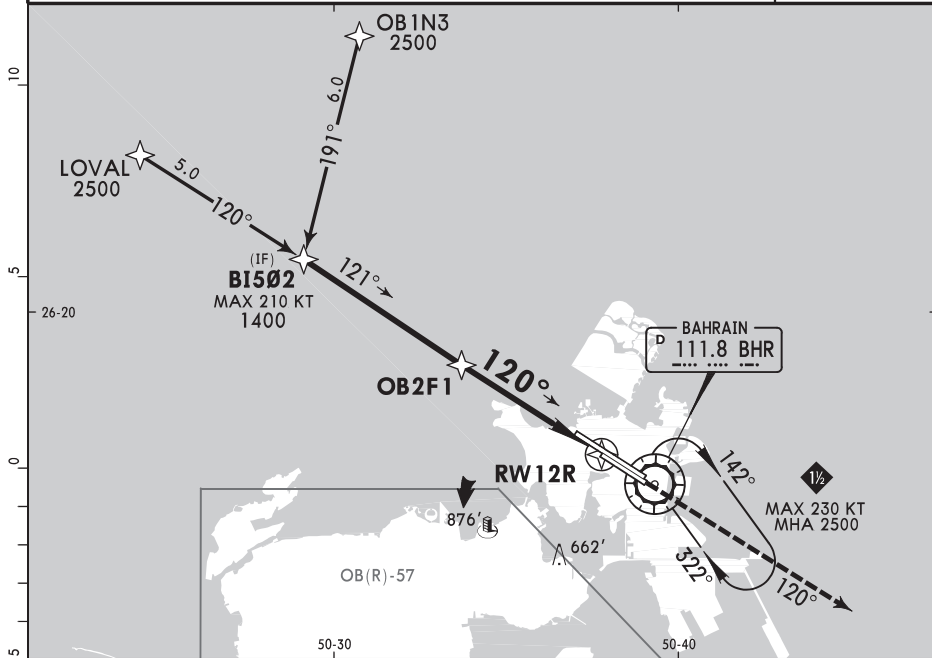 OB1N3
2500
10
6.0
191°
LOVAL
2500
5.0
120°
(IF)
BI5Ø2
MAX 210 KT
1400
121°
5
26-20
BAHRAIN
D 111.8 BHR
OB2F1
120°
0
RW12R
142°
1½
MAX 230 KT
MHA 2500
876'
662'
322°
120°
OB(R)-57
5
50-30
50-40